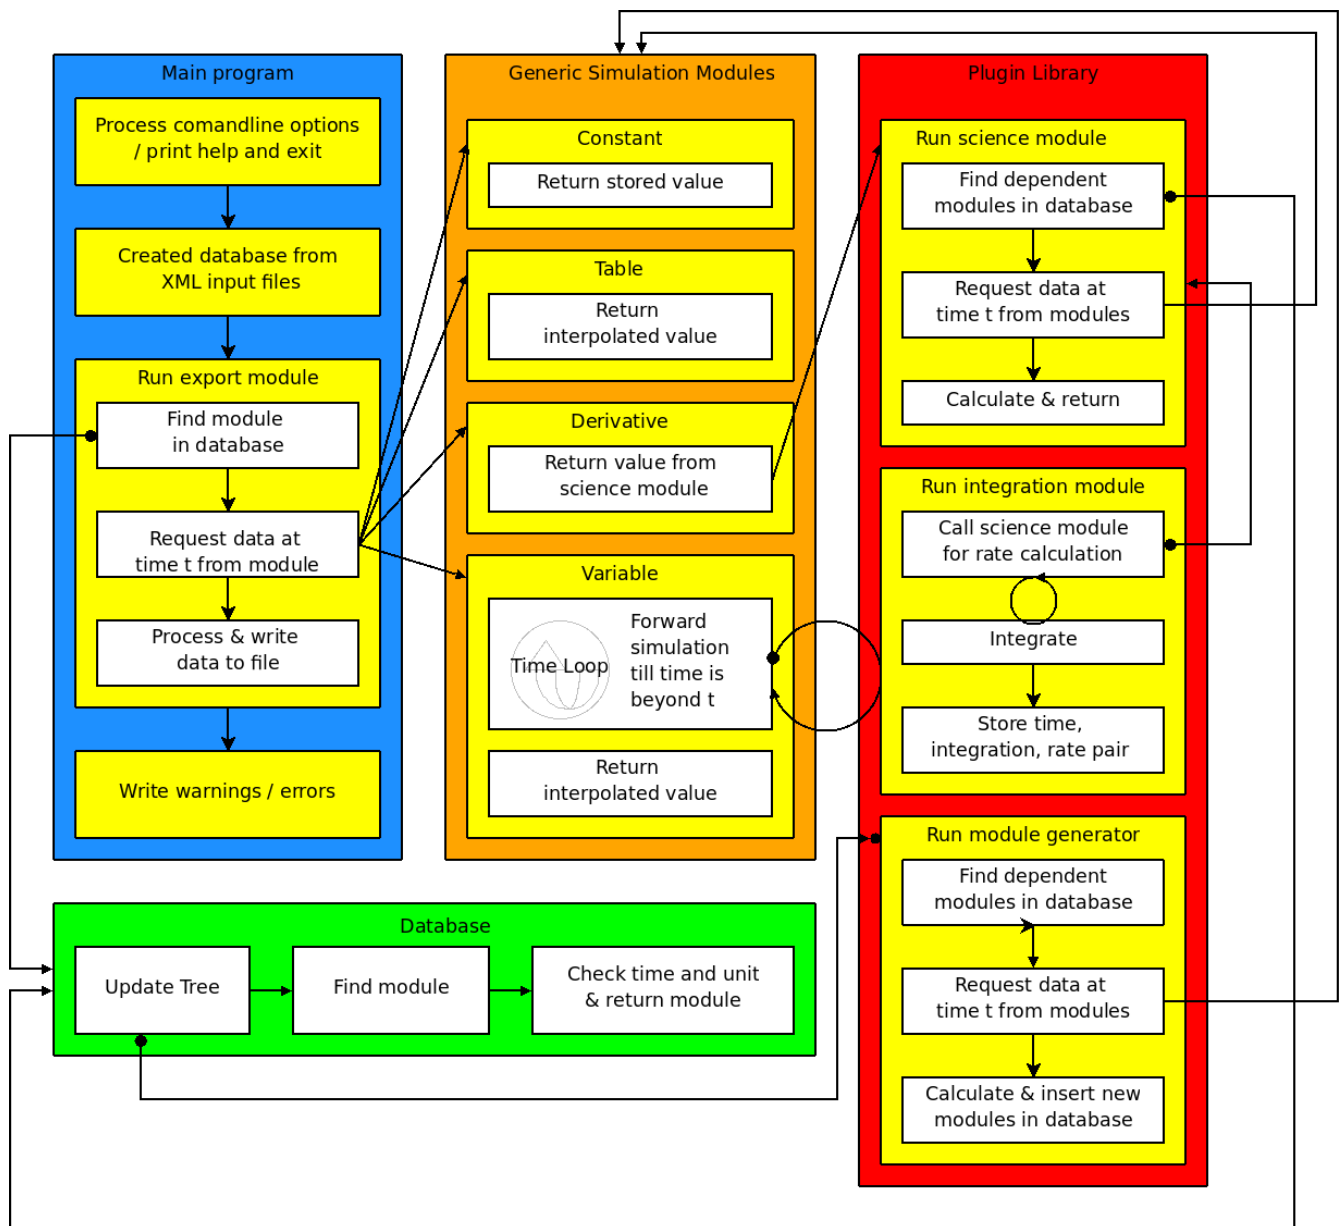 Main program
Process comandline options
/ print help and exit
Created database from
XML input files
Run export module
Find module
in database
Request data at
time t from module
Process & write
data to file
Write warnings / errors
Generic Simulation Modules
Constant
Return stored value
Table
Return
interpolated value
Derivative
Return value from
science module
Variable
Time Loop
Forward
simulation
till time is
beyond t
Return
interpolated value
Plugin Library
Run science module
Find dependent
modules in database
Request data at
time t from modules
Calculate & return
Run integration module
Call science module
for rate calculation
Integrate
Store time,
integration, rate pair
Run module generator
Find dependent
modules in database
Request data at
time t from modules
Calculate & insert new
modules in database
Database
Update Tree
Find module
Check time and unit
& return module